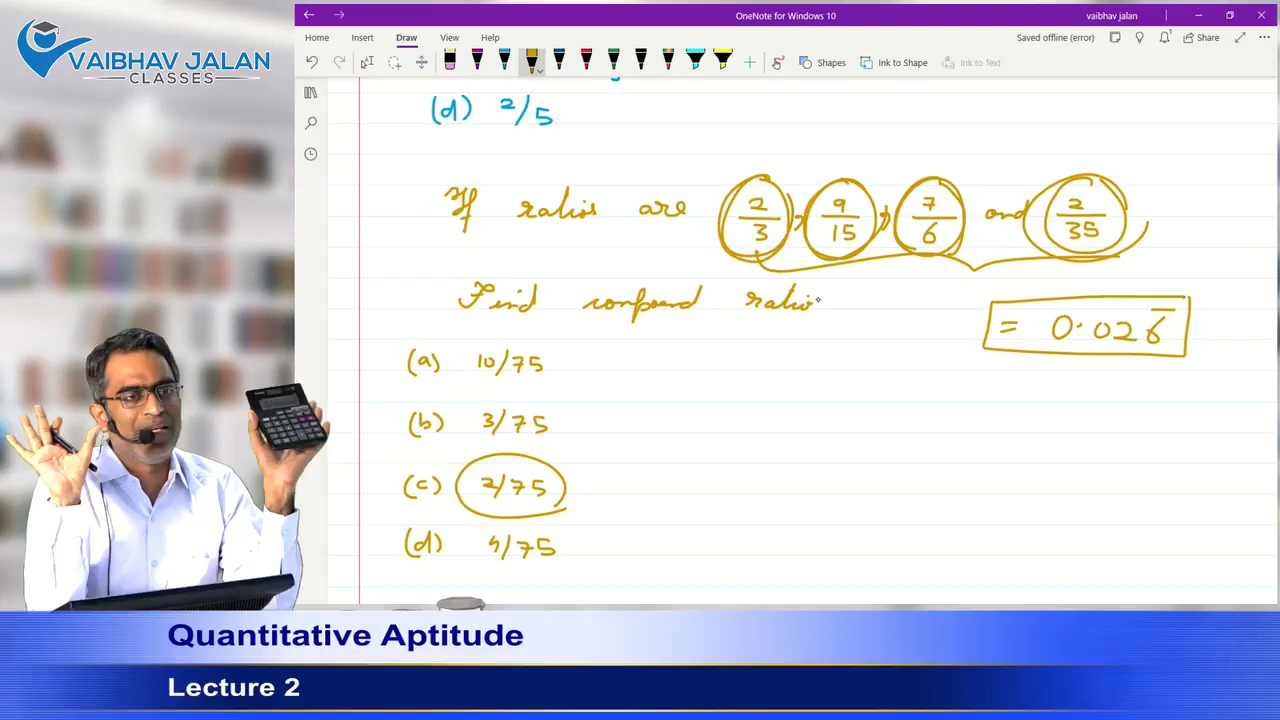 VAIBHAV JALAN
CLASSES
OneNote for Windows 10
vaibhav jalan
Home Insert Draw View Help
Saved offline (error)
Share
Shapes
Ink to Shape
Ink to Text
(d) 2/5
If ratios are 2/3, 9/15, 7/6 and 2/35
Find compound ratio
= 0.026̅
(a) 10/75
(b) 3/75
(c) 2/75
(d) 4/75
Quantitative Aptitude
Lecture 2